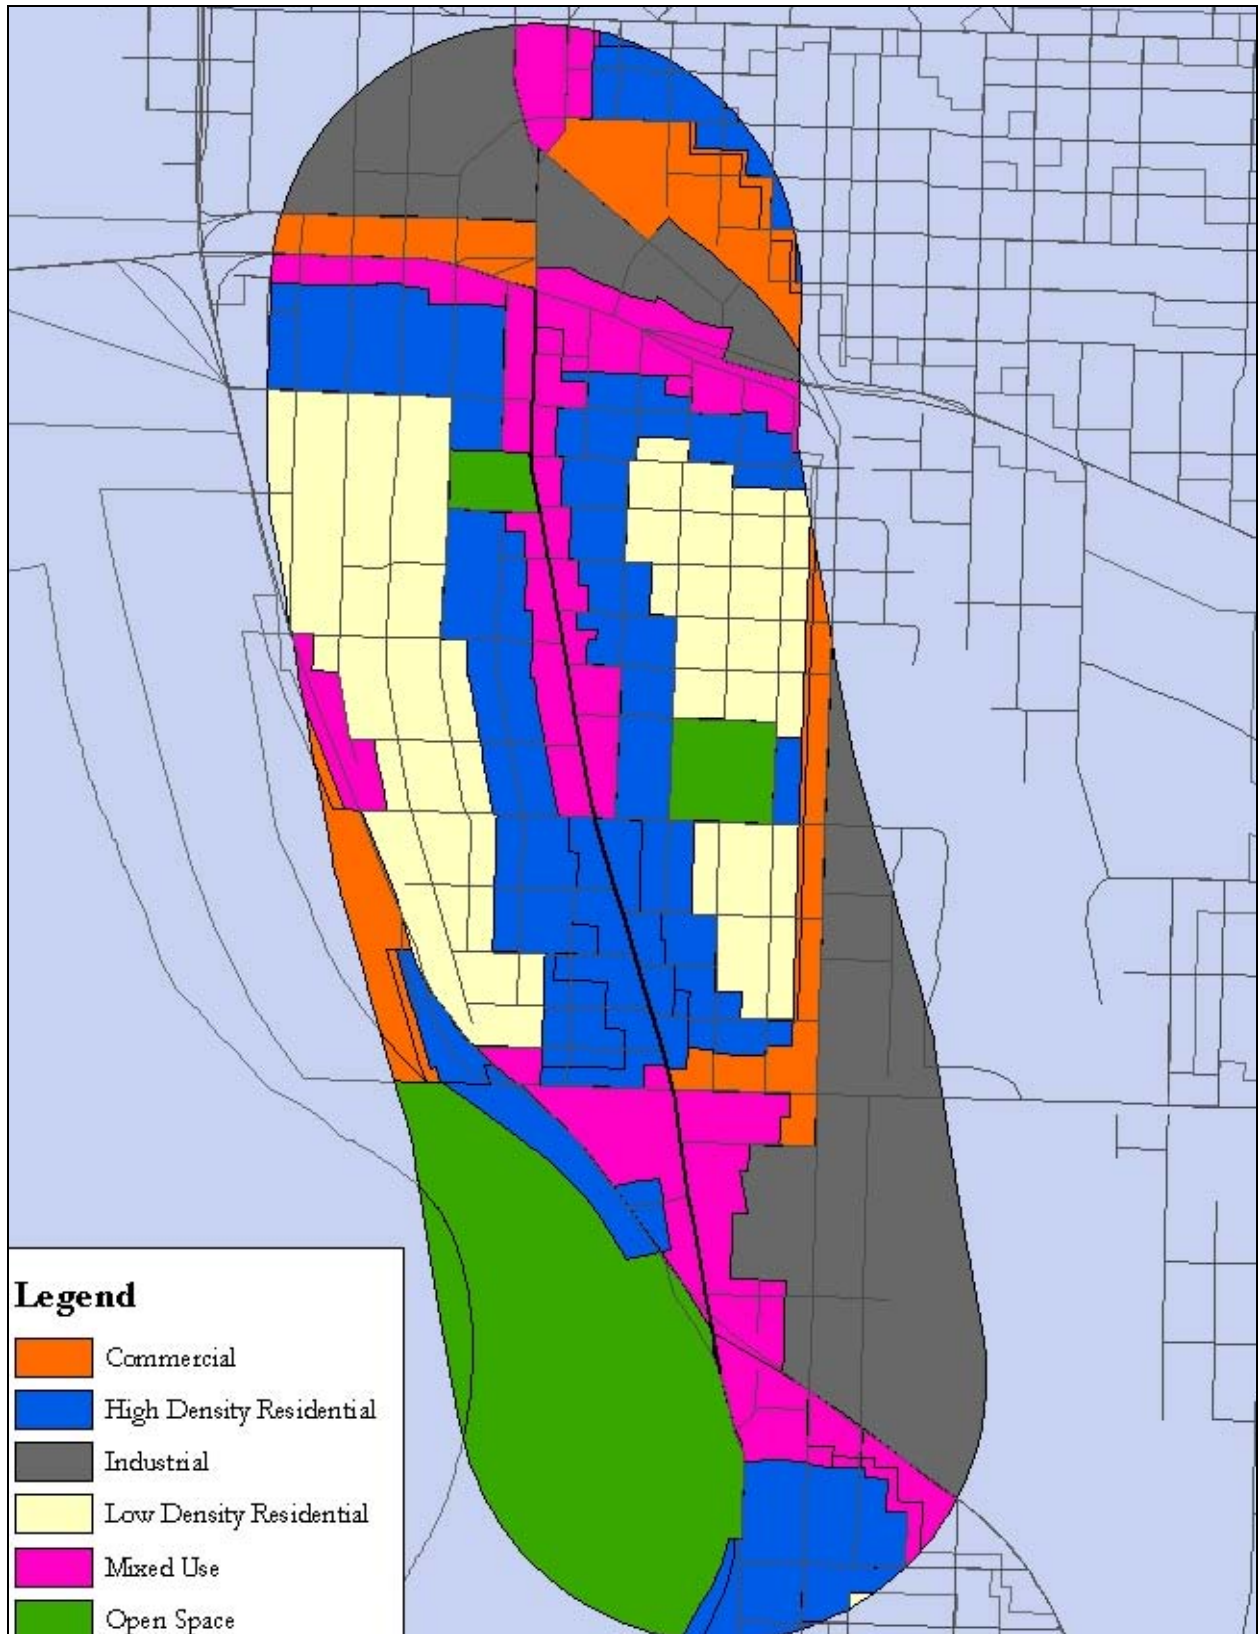 Legend
Commercial
High Density Residential
Industrial
Low Density Residential
Mixed Use
Open Space